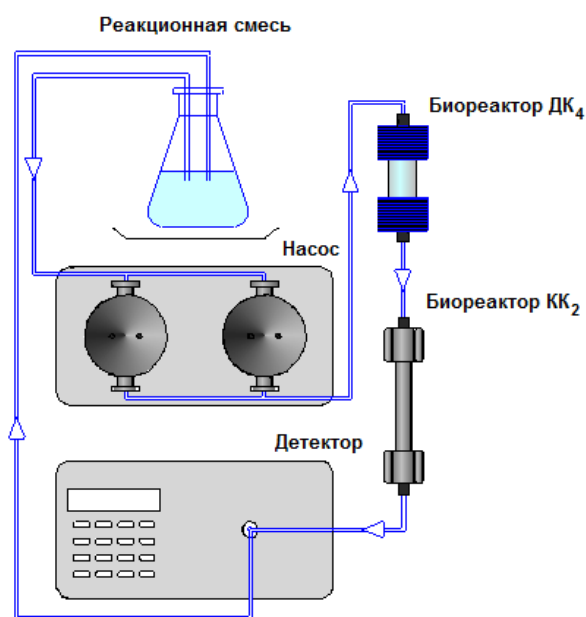 Реакционная смесь
Биореактор ДК₄
Насос
Биореактор КК₂
Детектор